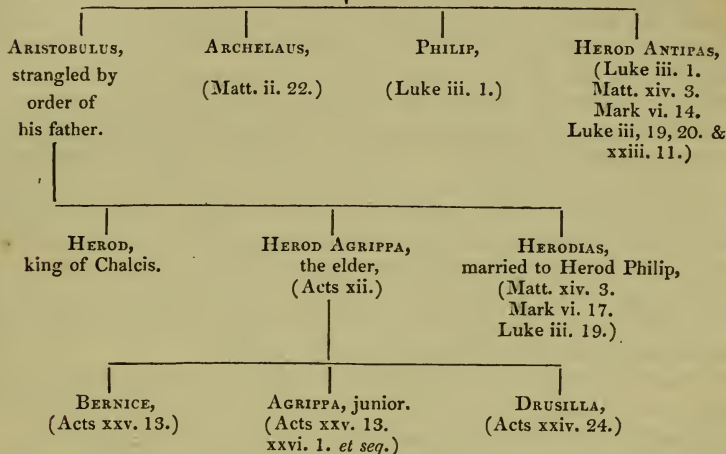 ARISTOBULUS,
strangled by
order of
his father.
ARCHELAUS,
(Matt. ii. 22.)
PHILIP,
(Luke iii. 1.)
HEROD ANTIPAS,
(Luke iii. 1.
Matt. xiv. 3.
Mark vi. 14.
Luke iii, 19, 20. &
xxiii. 11.)
HEROD,
king of Chalcis.
HEROD AGRIPPA,
the elder,
(Acts xii.)
HERODIAS,
married to Herod Philip,
(Matt. xiv. 3.
Mark vi. 17.
Luke iii. 19.)
BERNICE,
(Acts xxv. 13.)
AGRIPPA, junior.
(Acts xxv. 13.
xxvi. 1. et seq.)
DRUSILLA,
(Acts xxiv. 24.)